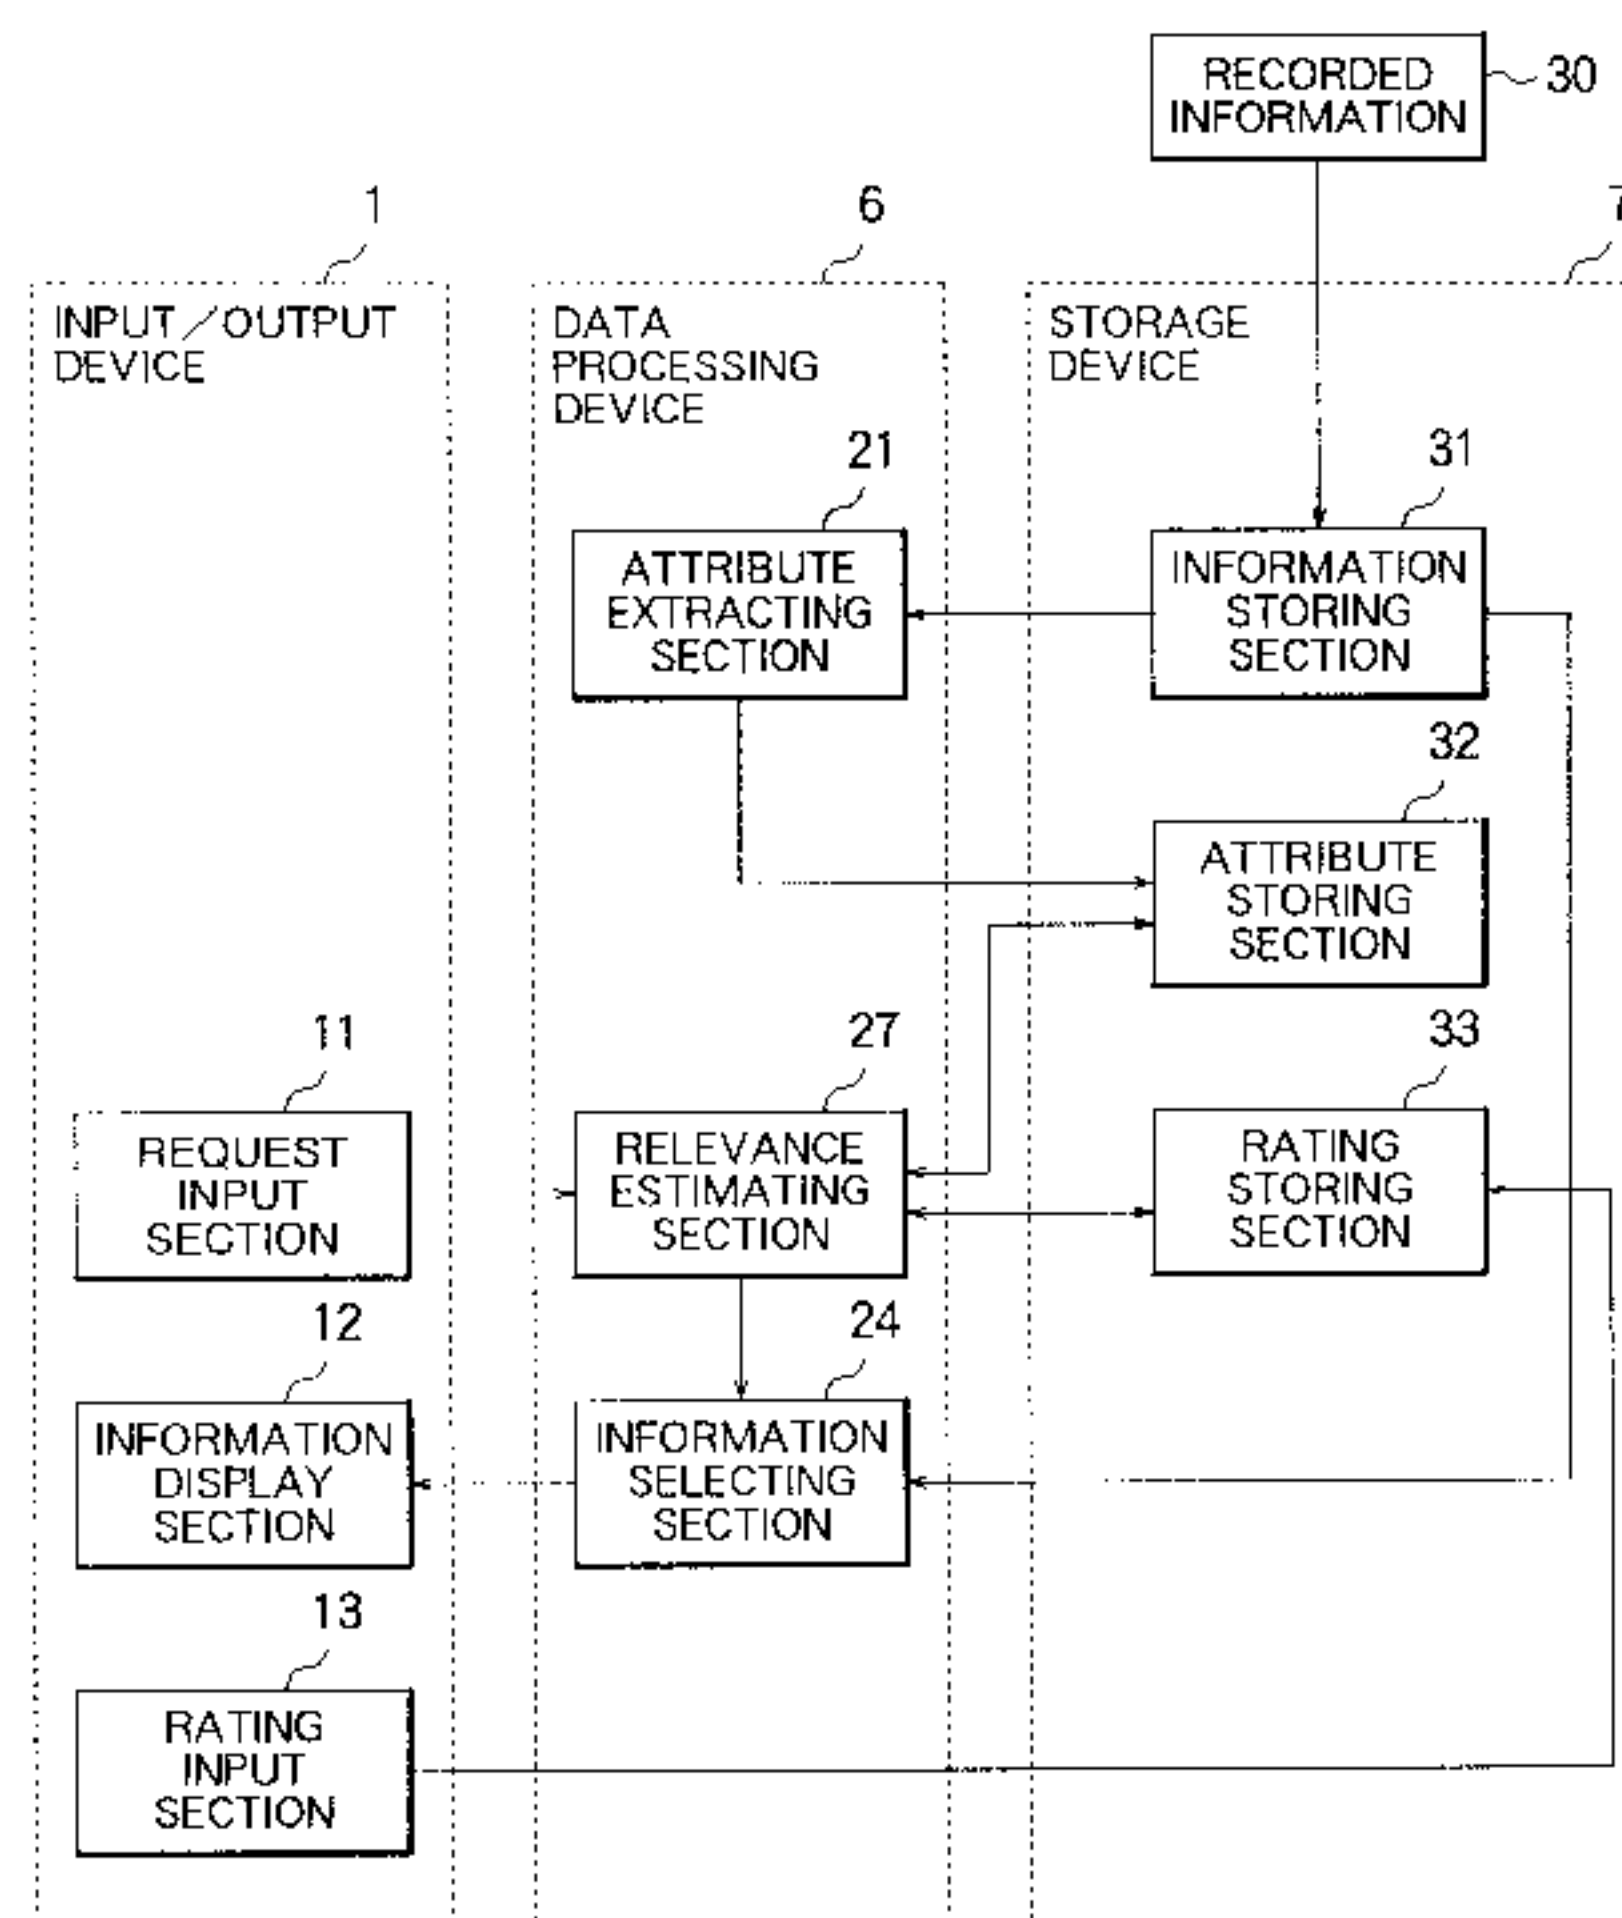 RECORDED
INFORMATION
30
1
6
7
INPUT/OUTPUT
DEVICE
DATA
PROCESSING
DEVICE
STORAGE
DEVICE
21
ATTRIBUTE
EXTRACTING
SECTION
31
INFORMATION
STORING
SECTION
32
ATTRIBUTE
STORING
SECTION
11
REQUEST
INPUT
SECTION
27
RELEVANCE
ESTIMATING
SECTION
33
RATING
STORING
SECTION
12
INFORMATION
DISPLAY
SECTION
24
INFORMATION
SELECTING
SECTION
13
RATING
INPUT
SECTION